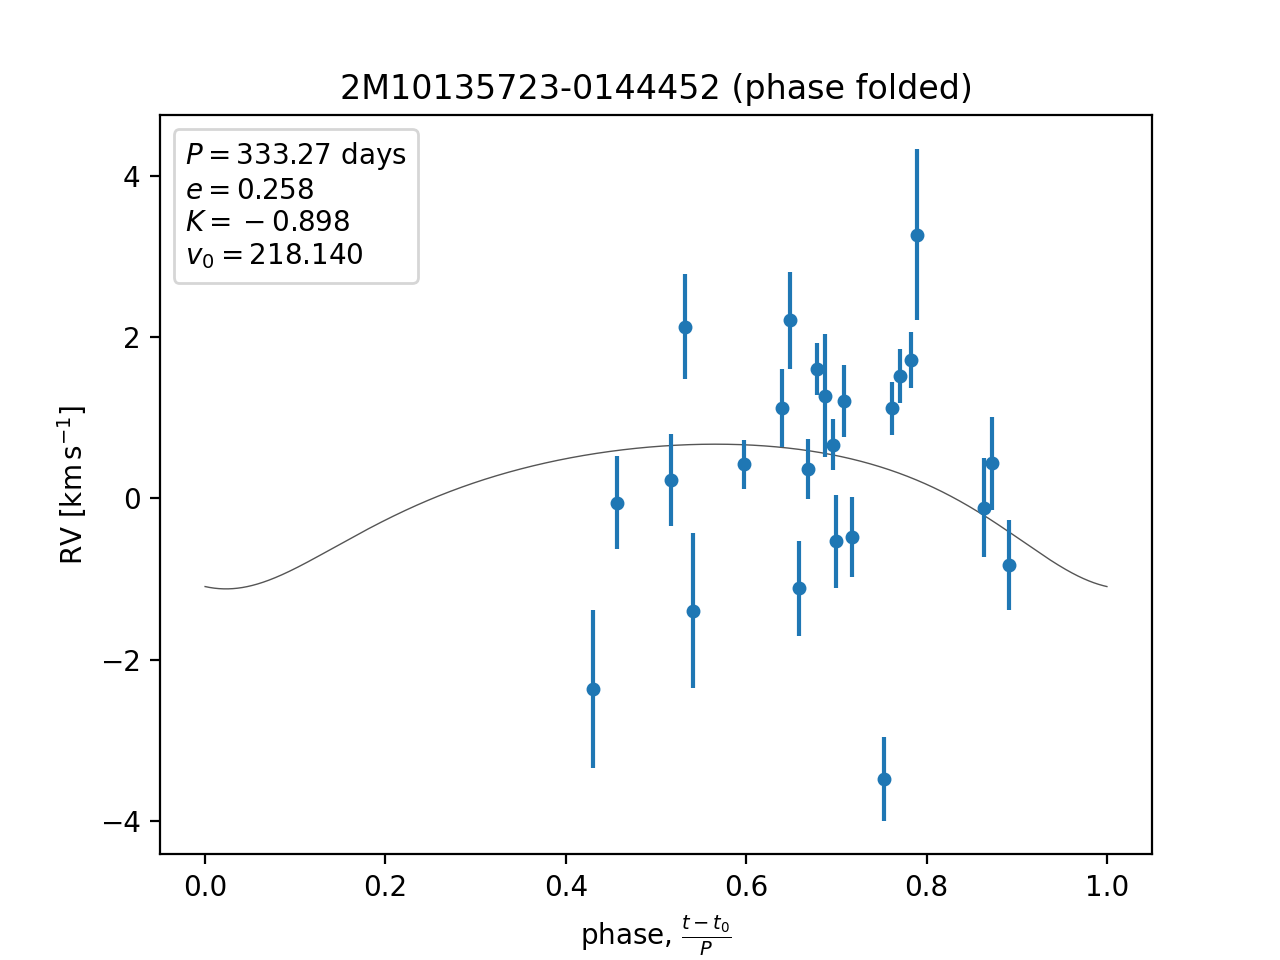 2M10135723-0144452 (phase folded)
P = 333.27 days
e = 0.258
K = −0.898
v₀ = 218.140
4
2
0
−2
−4
RV [km s⁻¹]
0.0 0.2 0.4 0.6 0.8 1.0
phase, (t − t₀)/P